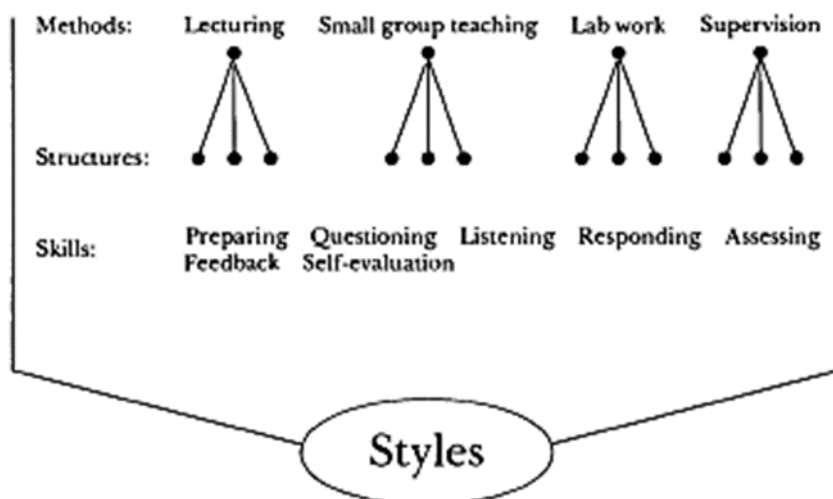 Methods: Lecturing Small group teaching Lab work Supervision
Structures:
Skills: Preparing Questioning Listening Responding Assessing
Feedback Self-evaluation
Styles